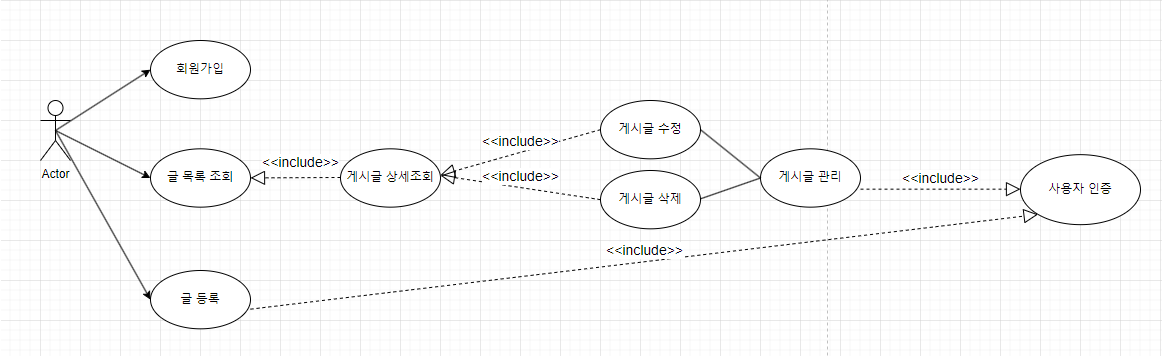 회원가입
Actor
글 목록 조회
<<include>>
게시글 상세조회
<<include>>
<<include>>
게시글 수정
게시글 삭제
게시글 관리
<<include>>
사용자 인증
<<include>>
글 등록